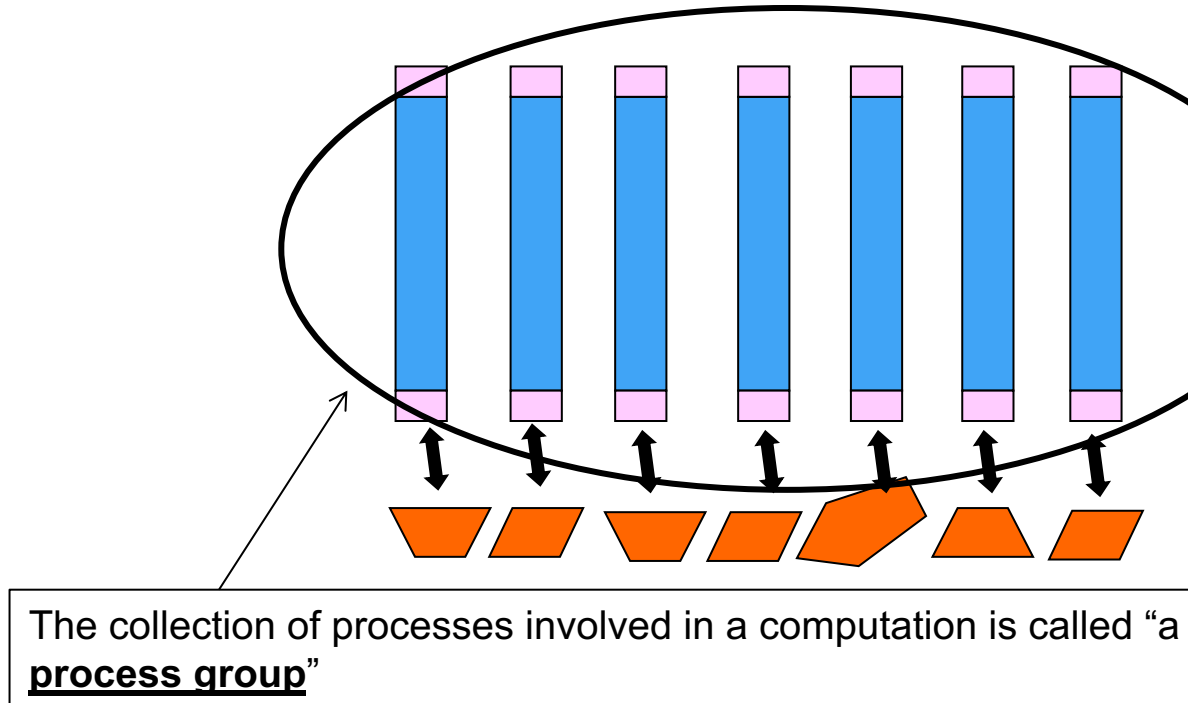 The collection of processes involved in a computation is called “a
process group”